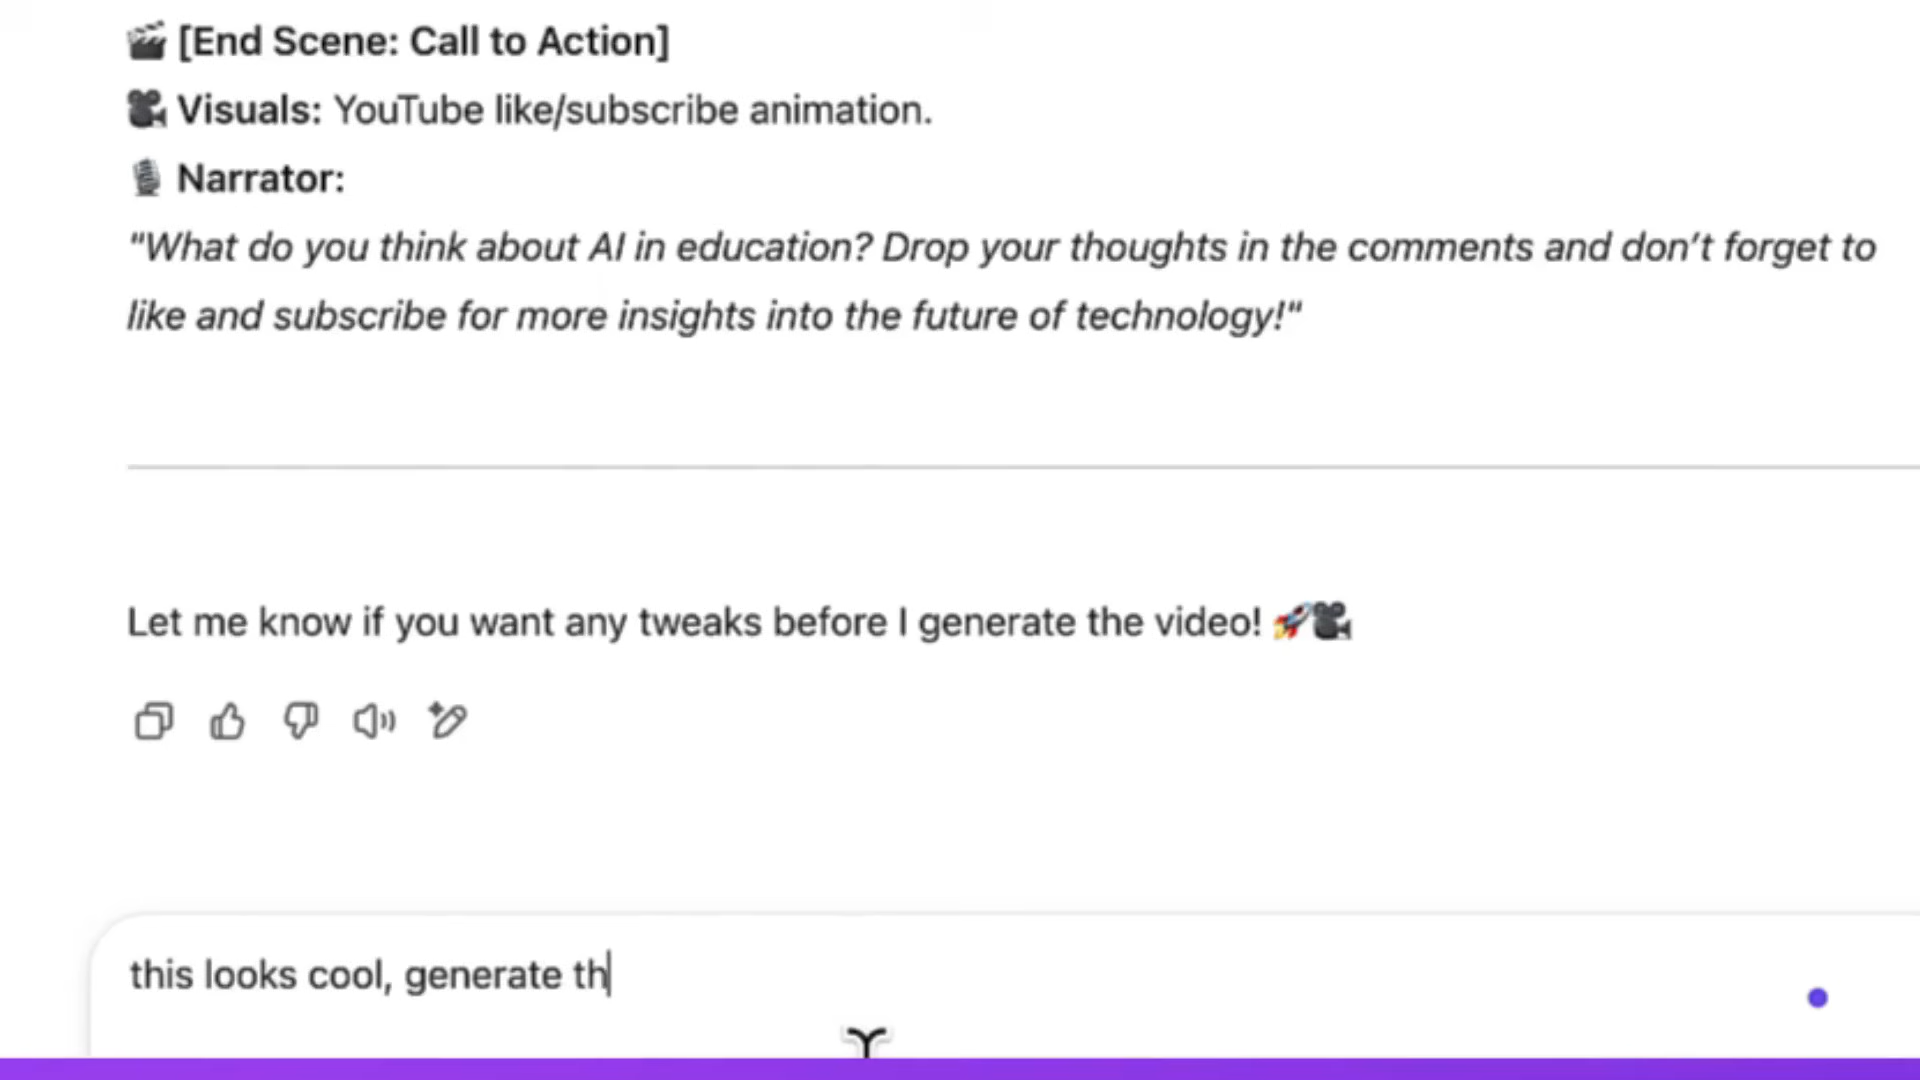 🎬 [End Scene: Call to Action]
🎥 Visuals: YouTube like/subscribe animation.
🎙 Narrator:
"What do you think about AI in education? Drop your thoughts in the comments and don’t forget to
like and subscribe for more insights into the future of technology!"
Let me know if you want any tweaks before I generate the video! 🚀🎥
this looks cool, generate th